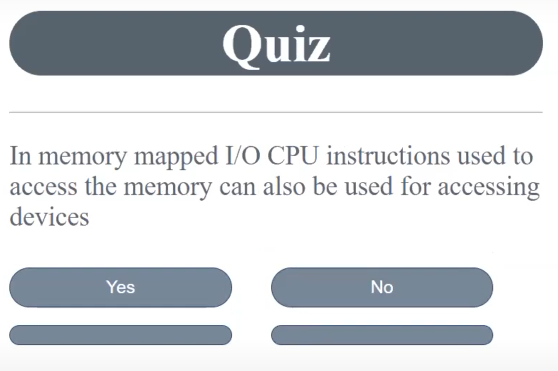 Quiz
In memory mapped I/O CPU instructions used to
access the memory can also be used for accessing
devices
Yes
No